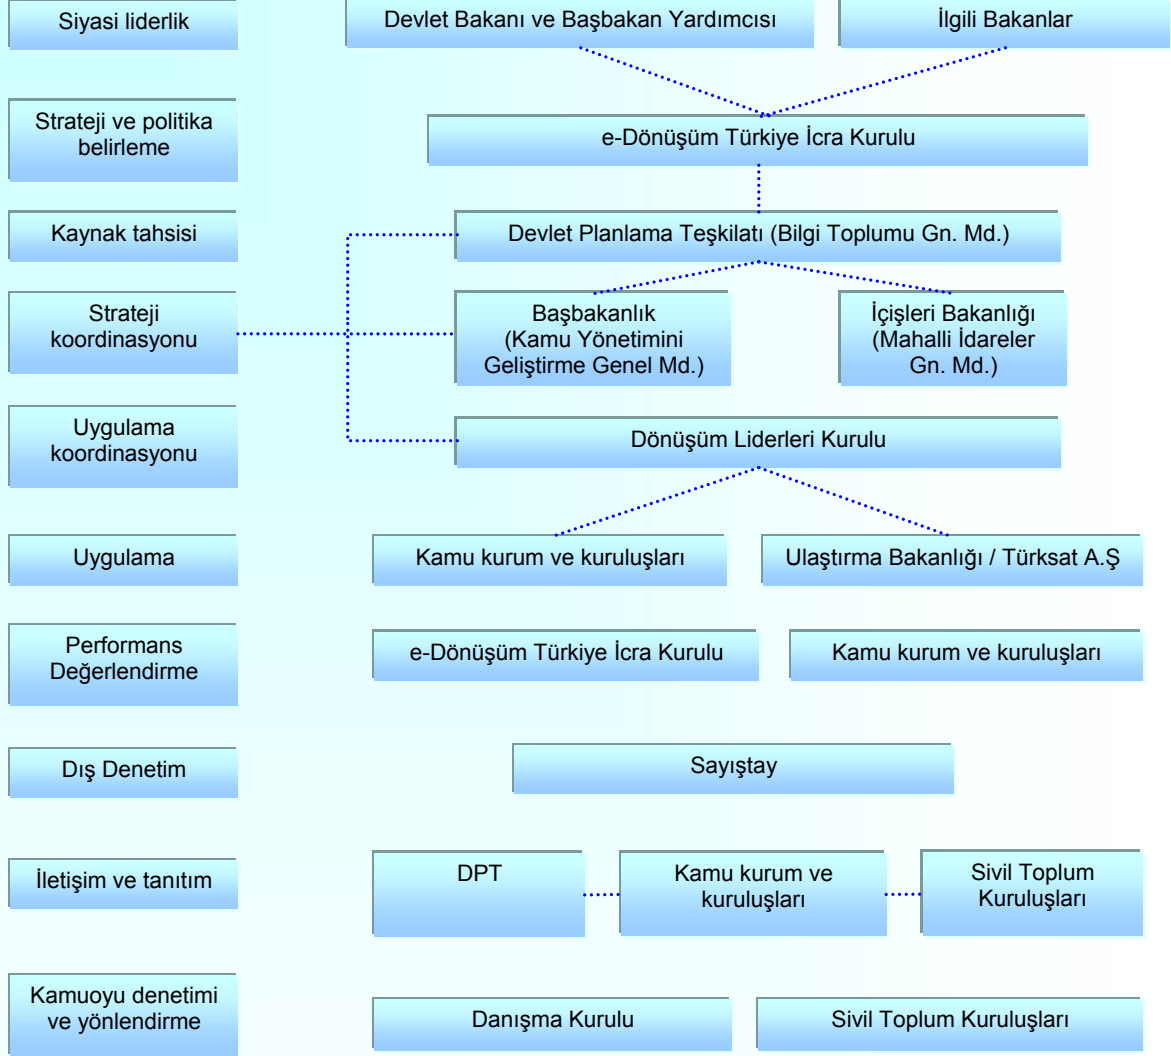 Siyasi liderlik
Devlet Bakanı ve Başbakan Yardımcısı
İlgili Bakanlar
Strateji ve politika
belirleme
e-Dönüşüm Türkiye İcra Kurulu
Kaynak tahsisi
Devlet Planlama Teşkilatı (Bilgi Toplumu Gn. Md.)
Strateji
koordinasyonu
Başbakanlık
(Kamu Yönetimini
Geliştirme Genel Md.)
İçişleri Bakanlığı
(Mahalli İdareler
Gn. Md.)
Uygulama
koordinasyonu
Dönüşüm Liderleri Kurulu
Uygulama
Kamu kurum ve kuruluşları
Ulaştırma Bakanlığı / Türksat A.Ş
Performans
Değerlendirme
e-Dönüşüm Türkiye İcra Kurulu
Kamu kurum ve kuruluşları
Dış Denetim
Sayıştay
İletişim ve tanıtım
DPT
Kamu kurum ve
kuruluşları
Sivil Toplum
Kuruluşları
Kamuoyu denetimi
ve yönlendirme
Danışma Kurulu
Sivil Toplum Kuruluşları